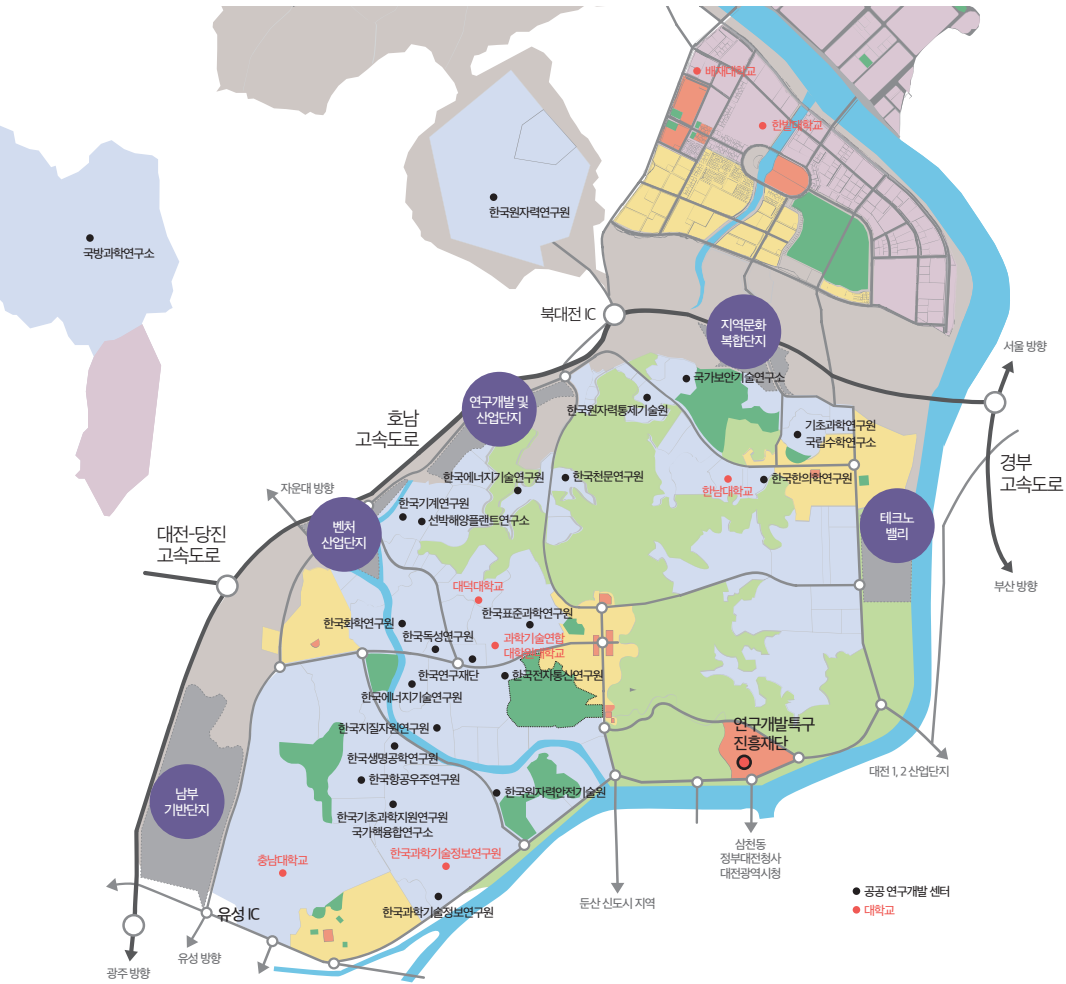 배재대학교
한밭대학교
한국원자력연구원
국방과학연구소
북대전 IC
지역문화
복합단지
서울 방향
국가보안기술연구소
연구개발 및
산업단지
한국원자력통제기술원
호남
고속도로
기초과학연구원
국립수학연구소
경부
고속도로
한국에너지기술연구원
한국천문연구원
한남대학교
한국한의학연구원
자운대 방향
한국기계연구원
선박해양플랜트연구소
벤처
산업단지
테크노
밸리
대전-당진
고속도로
부산 방향
대덕대학교
한국표준과학연구원
한국화학연구원
한국독성연구원
과학기술연합
대학원대학교
한국연구재단
한국전자통신연구원
한국에너지기술연구원
한국지질자원연구원
연구개발특구
진흥재단
한국생명공학연구원
대전 1, 2 산업단지
한국항공우주연구원
한국원자력안전기술원
남부
기반단지
한국기초과학지원연구원
국가핵융합연구소
삼천동
정부대전청사
대전광역시청
충남대학교
한국과학기술정보연구원
둔산 신도시 지역
공공 연구개발 센터
대학교
유성 IC
한국과학기술정보연구원
유성 방향
광주 방향